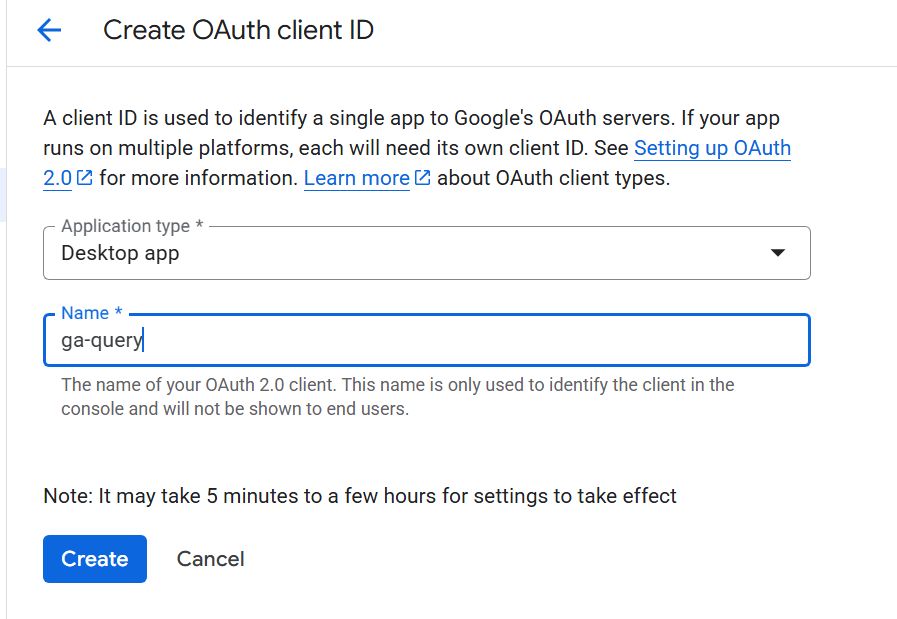 Create OAuth client ID
A client ID is used to identify a single app to Google's OAuth servers. If your app
runs on multiple platforms, each will need its own client ID. See Setting up OAuth
2.0 for more information. Learn more about OAuth client types.
Application type *
Desktop app
Name *
ga-query
The name of your OAuth 2.0 client. This name is only used to identify the client in the
console and will not be shown to end users.
Note: It may take 5 minutes to a few hours for settings to take effect
Create Cancel